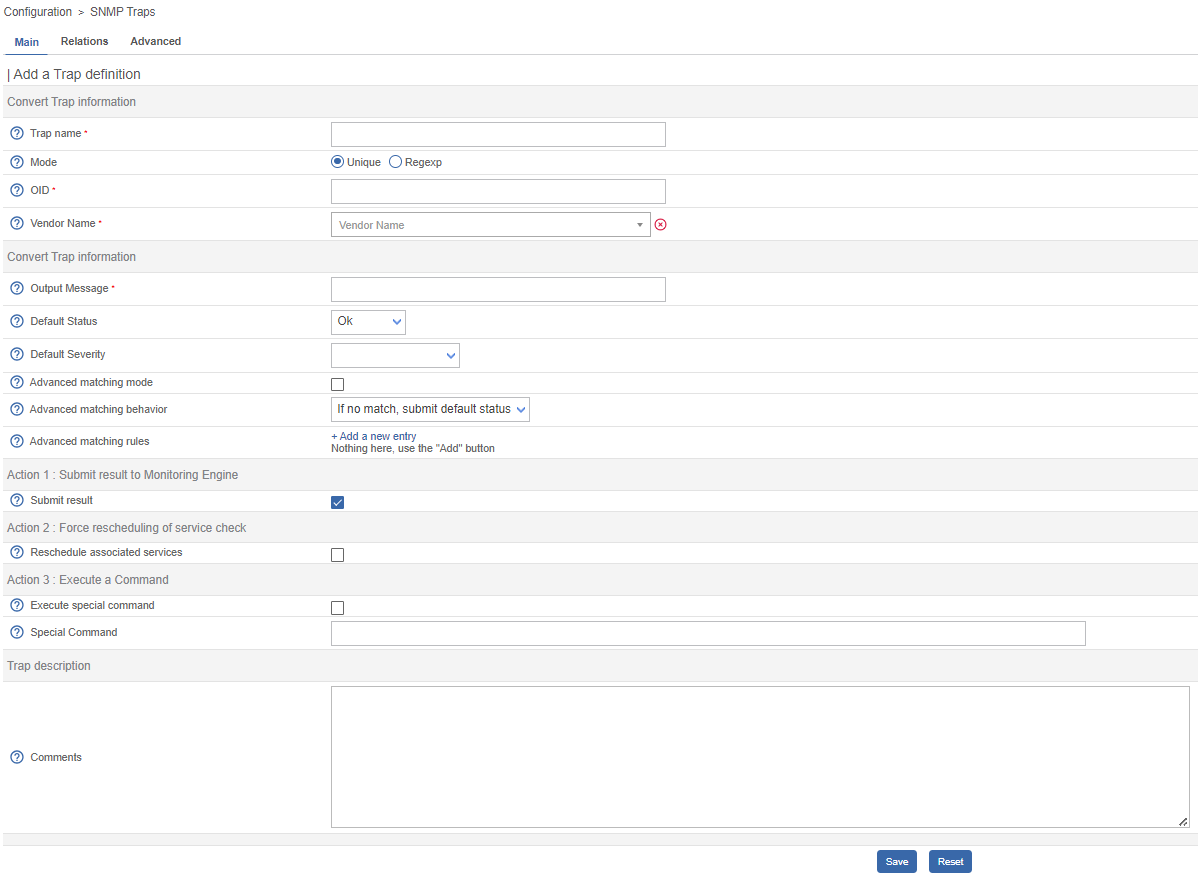 Configuration > SNMP Traps
Main Relations Advanced
| Add a Trap definition
Convert Trap information
? Trap name *
? Mode Unique Regexp
? OID *
? Vendor Name * Vendor Name
Convert Trap information
? Output Message *
? Default Status Ok
? Default Severity
? Advanced matching mode
? Advanced matching behavior If no match, submit default status
? Advanced matching rules + Add a new entry
Nothing here, use the "Add" button
Action 1 : Submit result to Monitoring Engine
? Submit result
Action 2 : Force rescheduling of service check
? Reschedule associated services
Action 3 : Execute a Command
? Execute special command
? Special Command
Trap description
? Comments
Save Reset